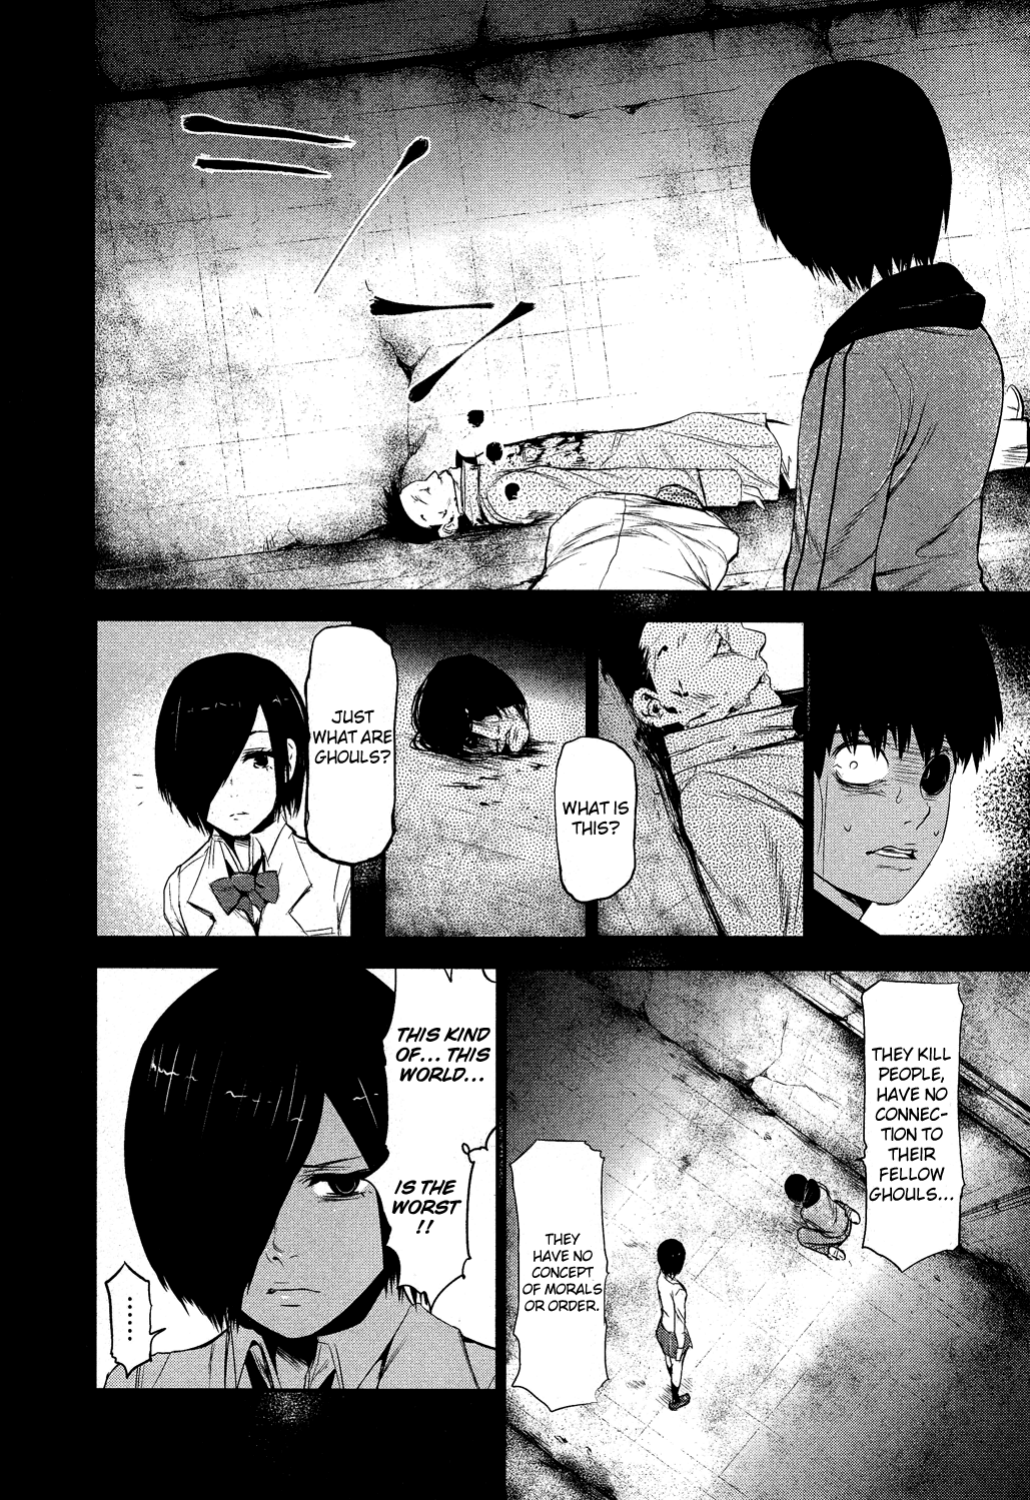 WHAT IS
THIS?
JUST
WHAT ARE
GHOULS?
THEY KILL
PEOPLE,
HAVE NO
CONNEC-
TION TO
THEIR
FELLOW
GHOULS...
THEY
HAVE NO
CONCEPT
OF MORALS
OR ORDER.
THIS KIND
OF... THIS
WORLD...
IS THE
WORST
!!
......